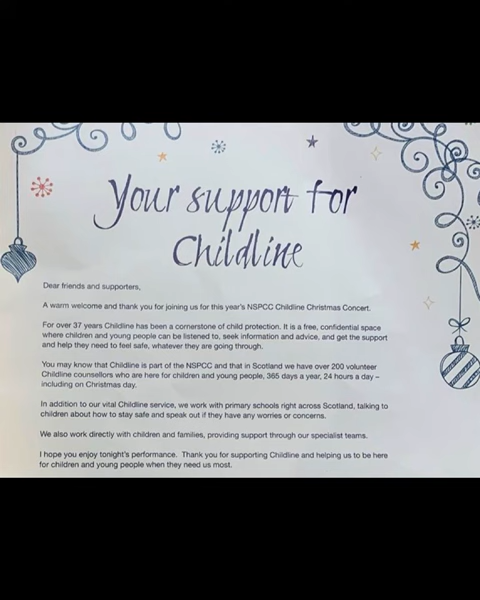 Your support for
Childline
Dear friends and supporters,
A warm welcome and thank you for joining us for this year's NSPCC Childline Christmas Concert.
For over 37 years Childline has been a cornerstone of child protection. It is a free, confidential space
where children and young people can be listened to, seek information and advice, and get the support
and help they need to feel safe, whatever they are going through.
You may know that Childline is part of the NSPCC and that in Scotland we have over 200 volunteer
Childline counsellors who are here for children and young people, 365 days a year, 24 hours a day –
including on Christmas day.
In addition to our vital Childline service, we work with primary schools right across Scotland, talking to
children about how to stay safe and speak out if they have any worries or concerns.
We also work directly with children and families, providing support through our specialist teams.
I hope you enjoy tonight's performance. Thank you for supporting Childline and helping us to be here
for children and young people when they need us most.